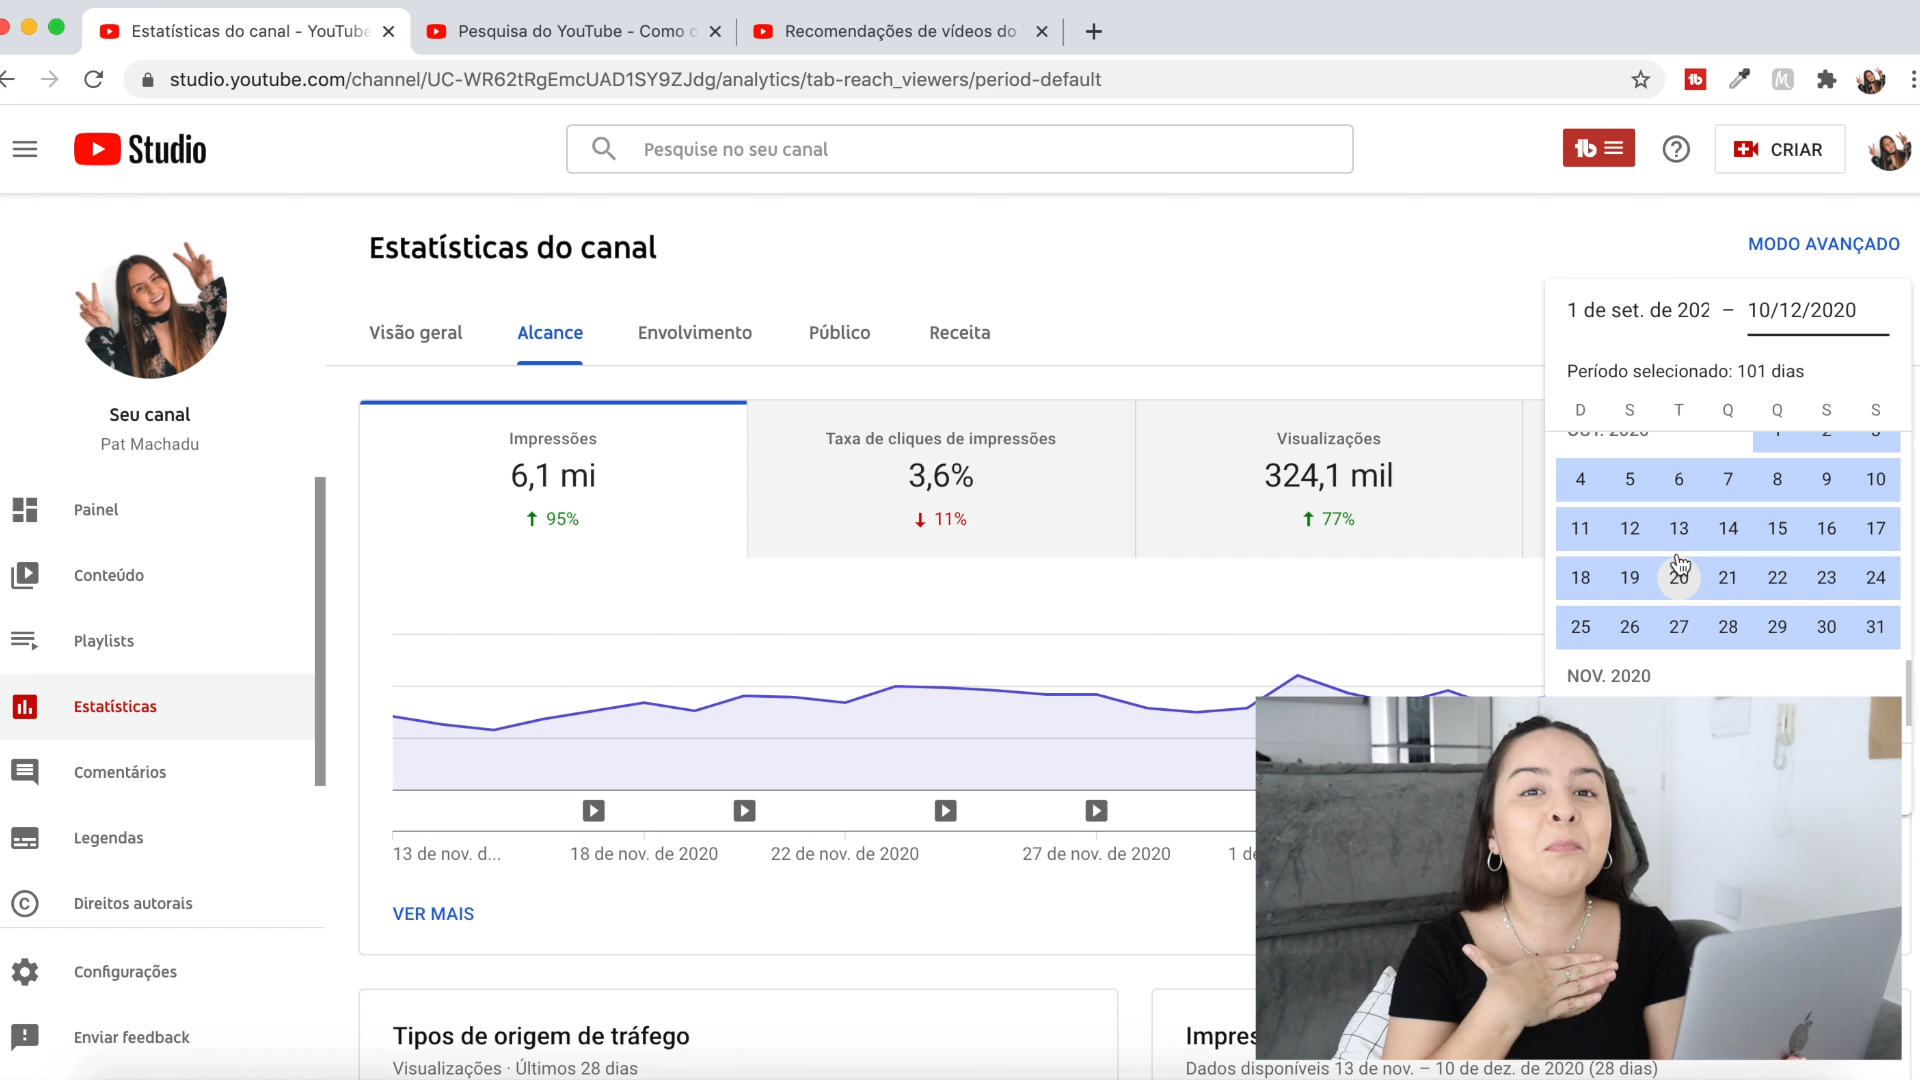 Estatísticas do canal - YouTube
Pesquisa do YouTube - Como
Recomendações de vídeos do
studio.youtube.com/channel/UC-WR62tRgEmcUAD1SY9ZJdg/analytics/tab-reach_viewers/period-default
Studio
Pesquise no seu canal
CRIAR
Estatísticas do canal
MODO AVANÇADO
1 de set. de 202 – 10/12/2020
Visão geral
Alcance
Envolvimento
Público
Receita
Período selecionado: 101 dias
D S T Q Q S S
OUT. 2020 1 2 3
4 5 6 7 8 9 10
11 12 13 14 15 16 17
18 19 20 21 22 23 24
25 26 27 28 29 30 31
NOV. 2020
Seu canal
Pat Machadu
Painel
Conteúdo
Playlists
Estatísticas
Comentários
Legendas
Direitos autorais
Configurações
Enviar feedback
Impressões
6,1 mi
95%
Taxa de cliques de impressões
3,6%
11%
Visualizações
324,1 mil
77%
13 de nov. d...
18 de nov. de 2020
22 de nov. de 2020
27 de nov. de 2020
VER MAIS
Tipos de origem de tráfego
Visualizações · Últimos 28 dias
Dados disponíveis 13 de nov. – 10 de dez. de 2020 (28 dias)